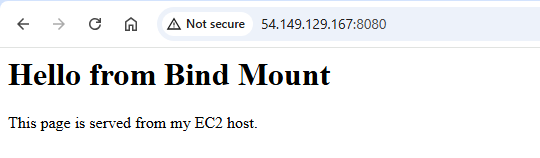 Not secure 54.149.129.167:8080
Hello from Bind Mount
This page is served from my EC2 host.